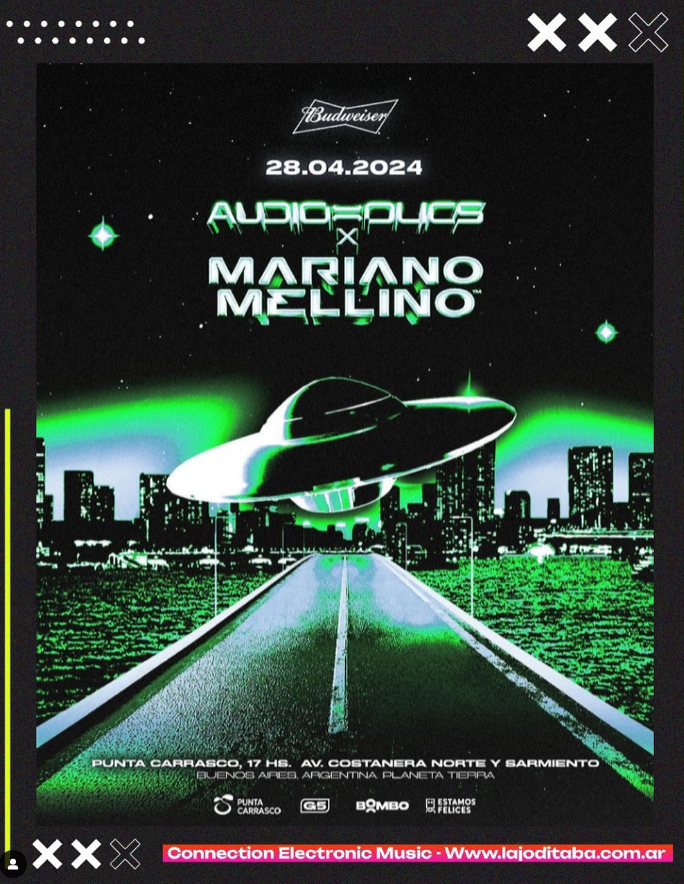 Budweiser
28.04.2024
AUDIOHOLICS
X
MARIANO
MELLINO™
PUNTA CARRASCO, 17 HS. AV. COSTANERA NORTE Y SARMIENTO
BUENOS AIRES, ARGENTINA, PLANETA TIERRA
PUNTA
CARRASCO
G5
BOMBO
ESTAMOS
FELICES
Connection Electronic Music - Www.lajoditaba.com.ar